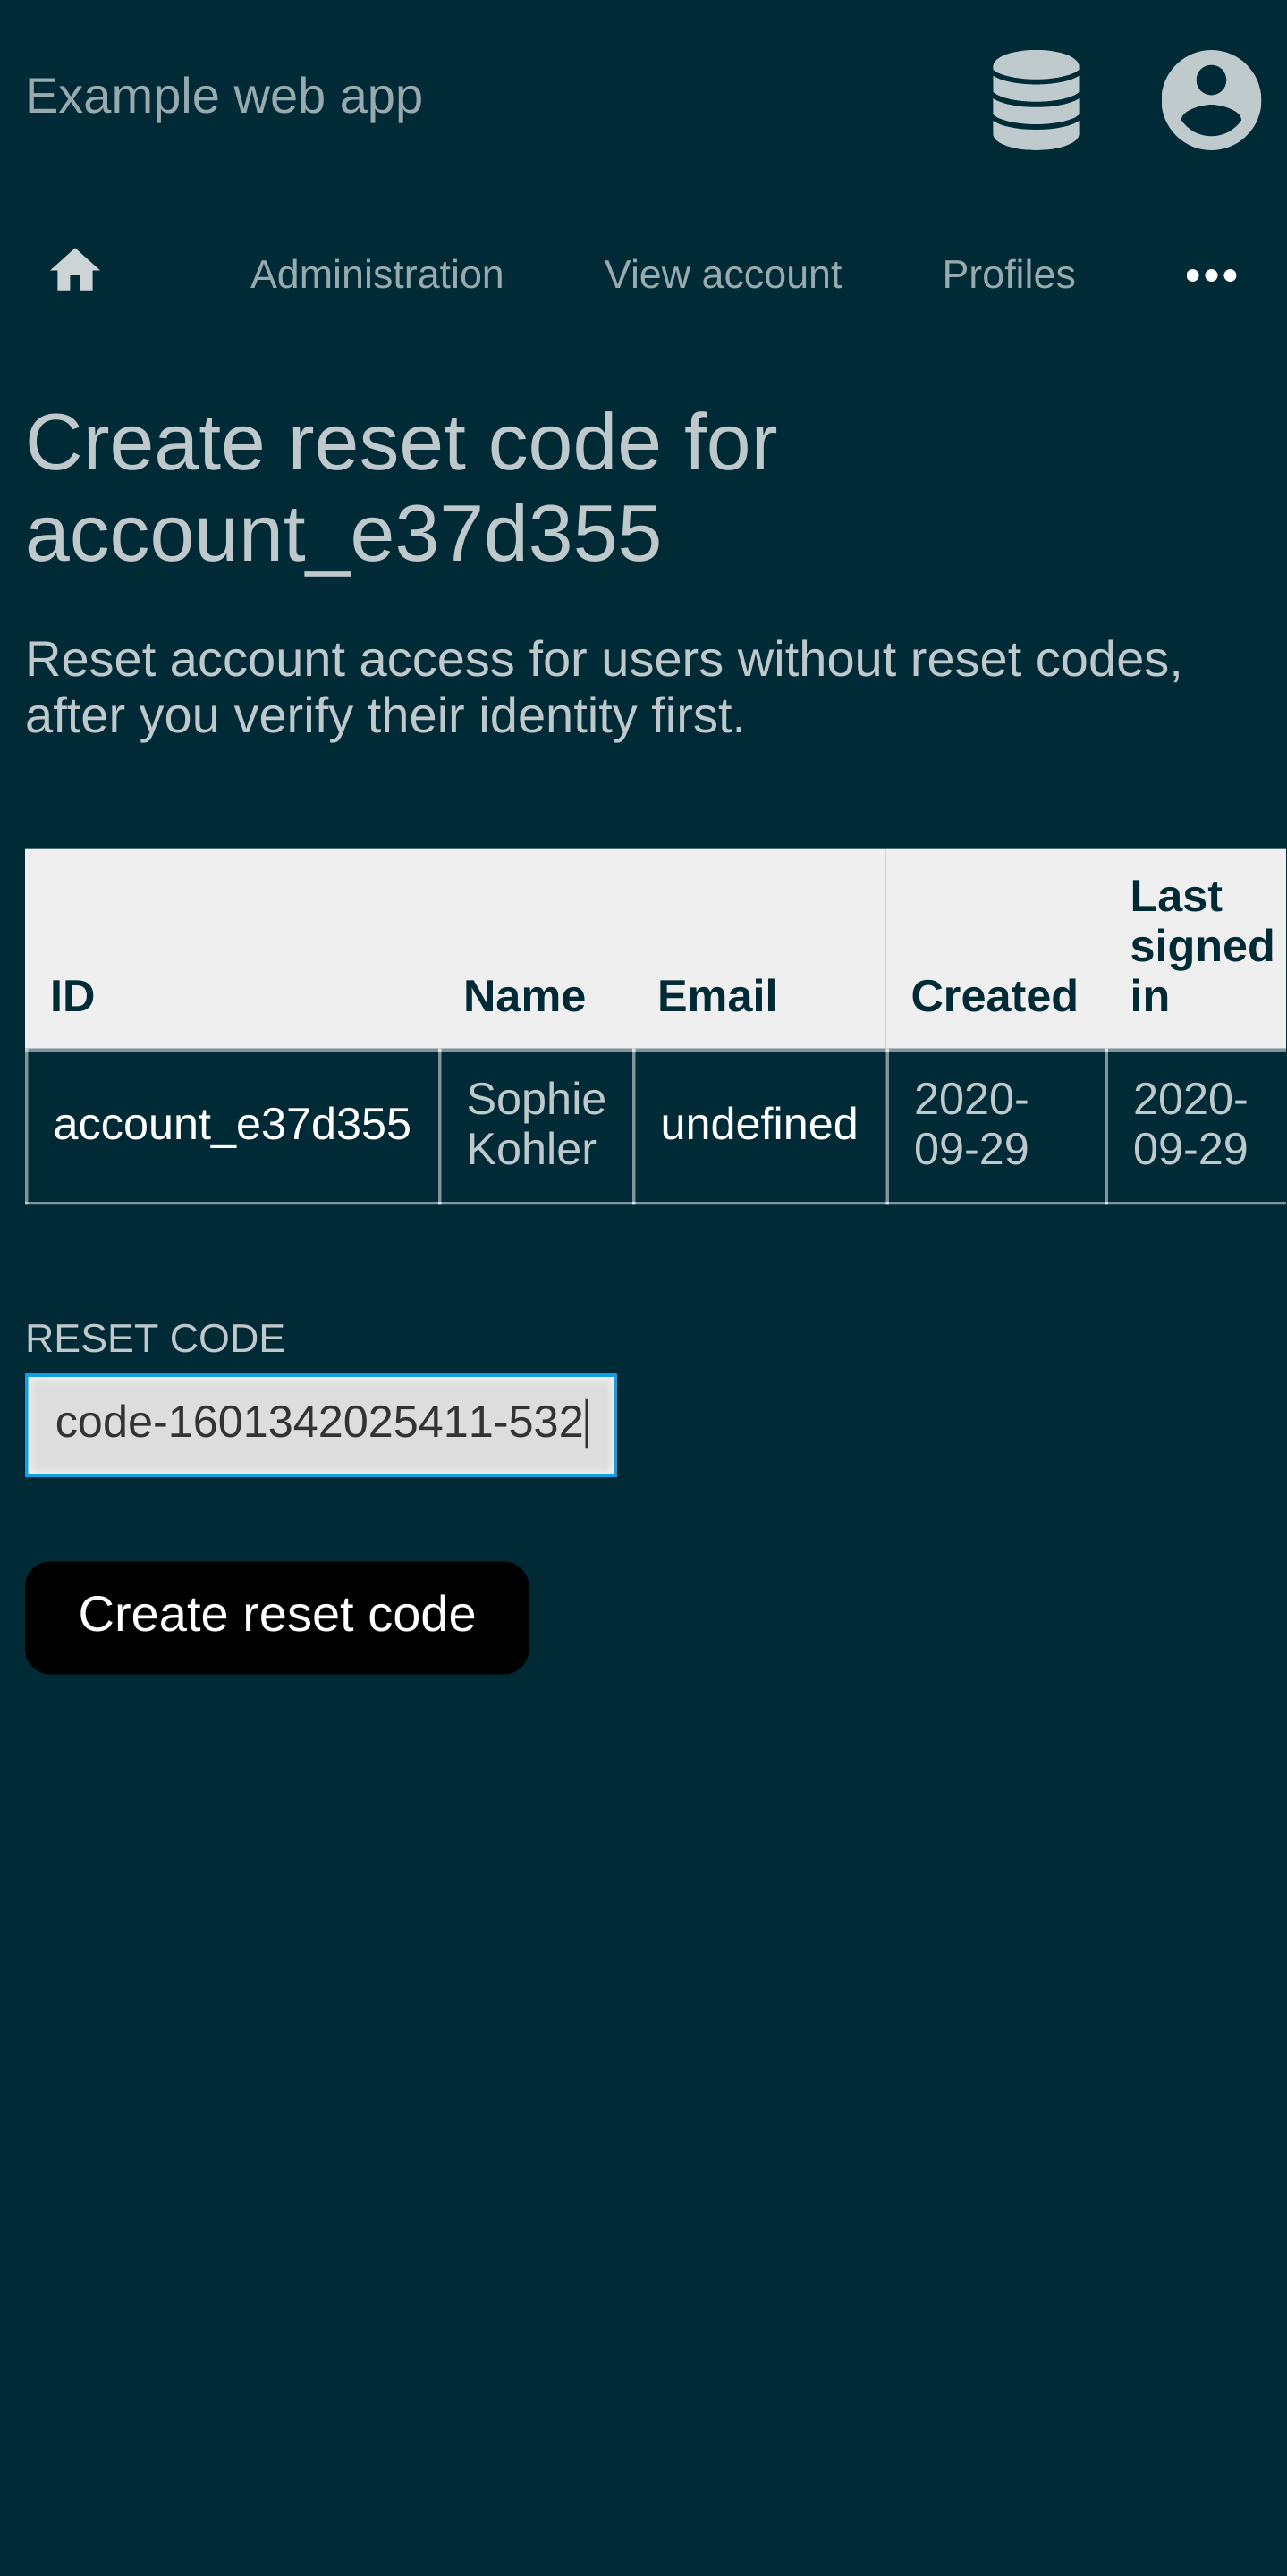 Example web app
Administration View account Profiles
Create reset code for
account_e37d355
Reset account access for users without reset codes,
after you verify their identity first.
ID Name Email Created Last signed in
account_e37d355 Sophie Kohler undefined 2020-09-29 2020-09-29
RESET CODE
code-1601342025411-532
Create reset code